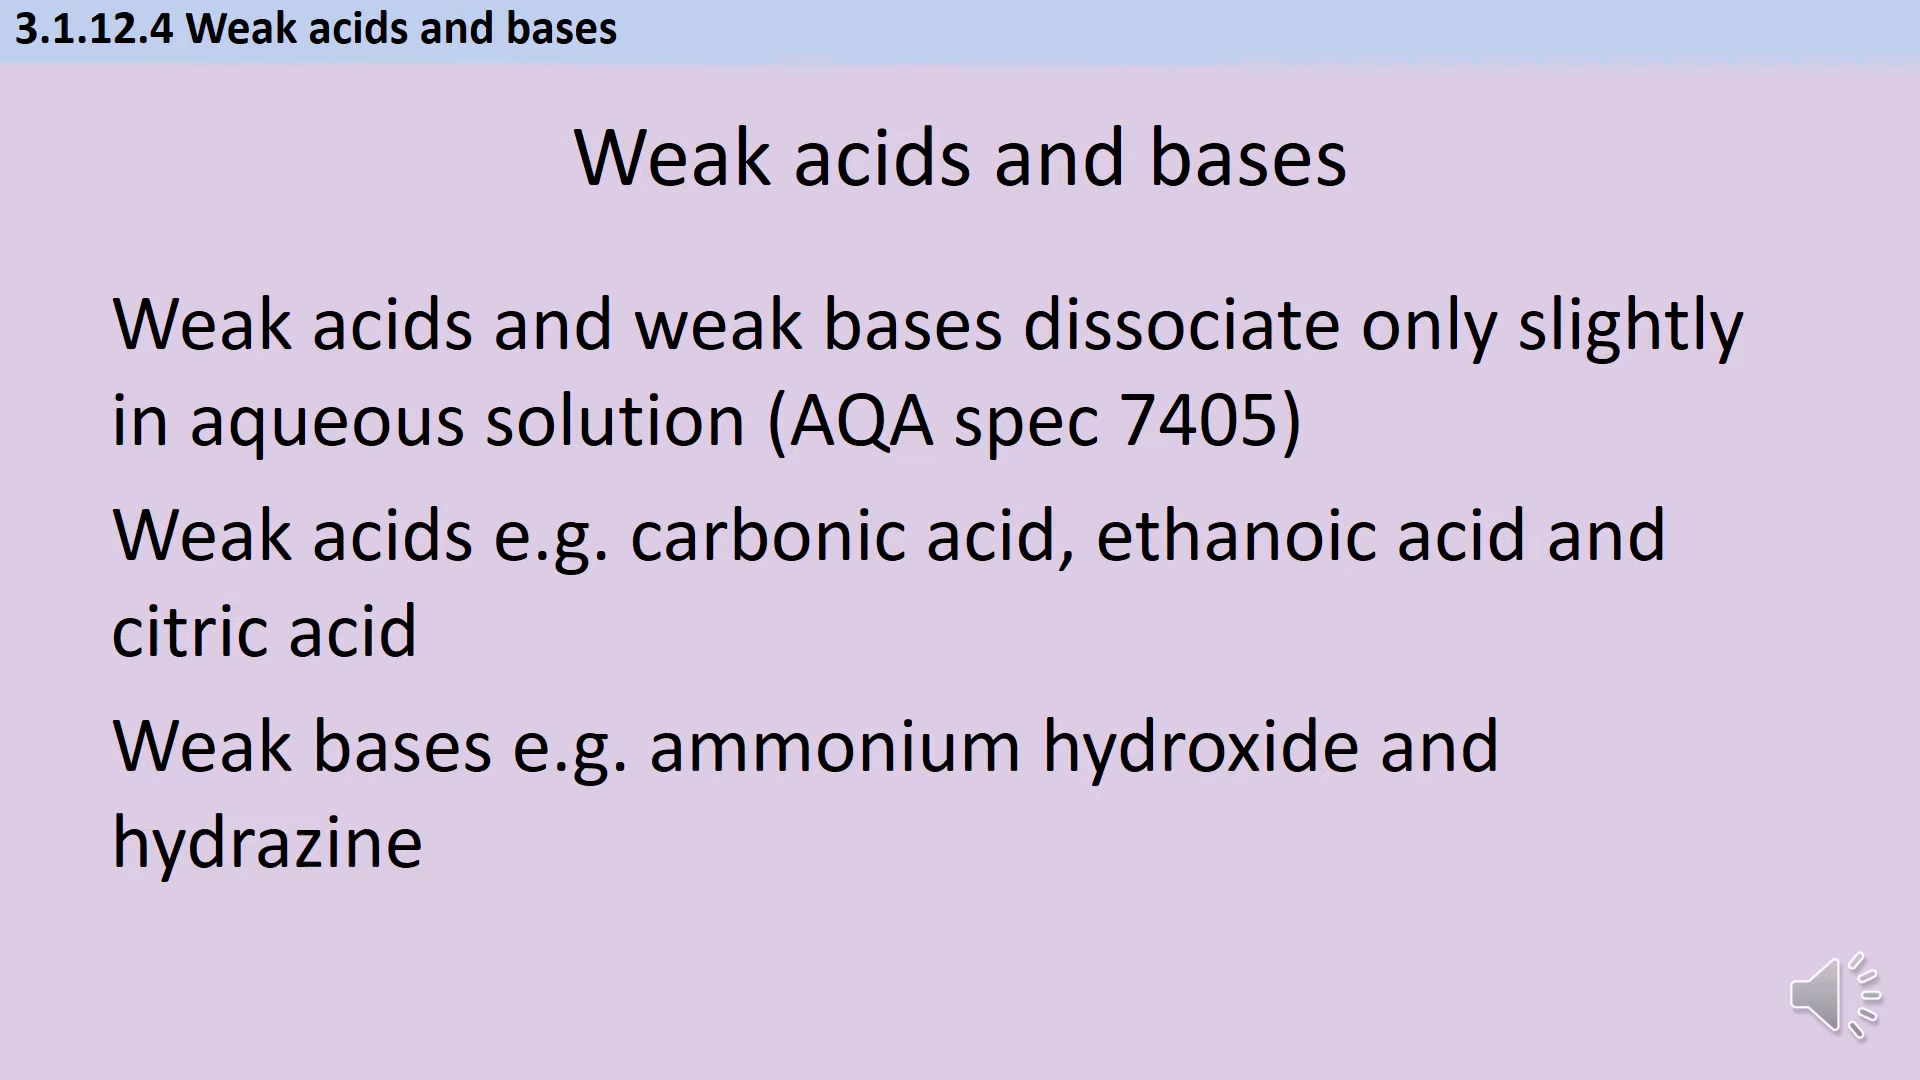 3.1.12.4 Weak acids and bases
Weak acids and bases
Weak acids and weak bases dissociate only slightly
in aqueous solution (AQA spec 7405)
Weak acids e.g. carbonic acid, ethanoic acid and
citric acid
Weak bases e.g. ammonium hydroxide and
hydrazine